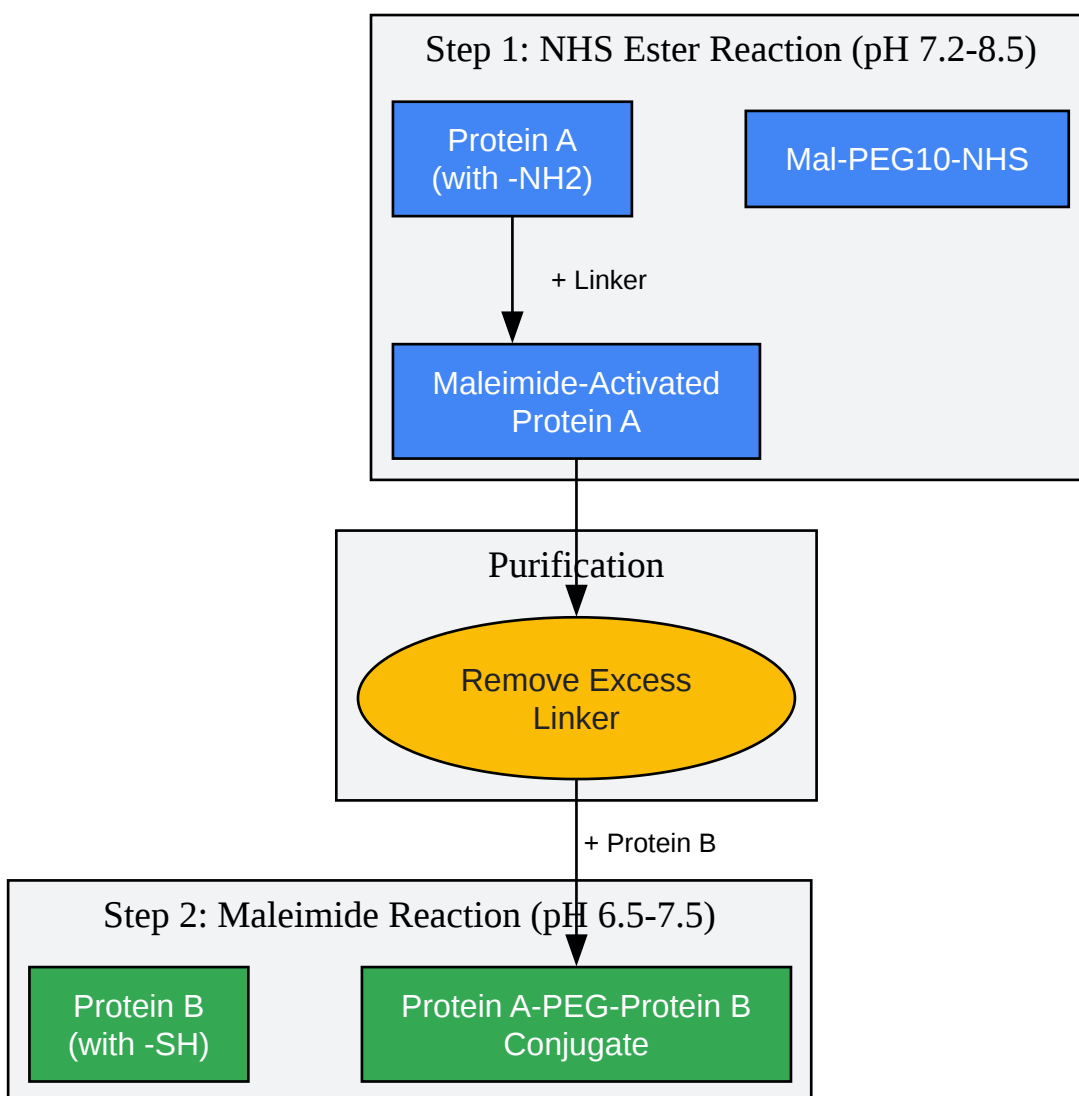 Step 1: NHS Ester Reaction (pH 7.2-8.5)
Protein A
(with -NH2)
Mal-PEG10-NHS
+ Linker
Maleimide-Activated
Protein A
Purification
Remove Excess
Linker
+ Protein B
Step 2: Maleimide Reaction (pH 6.5-7.5)
Protein B
(with -SH)
Protein A-PEG-Protein B
Conjugate